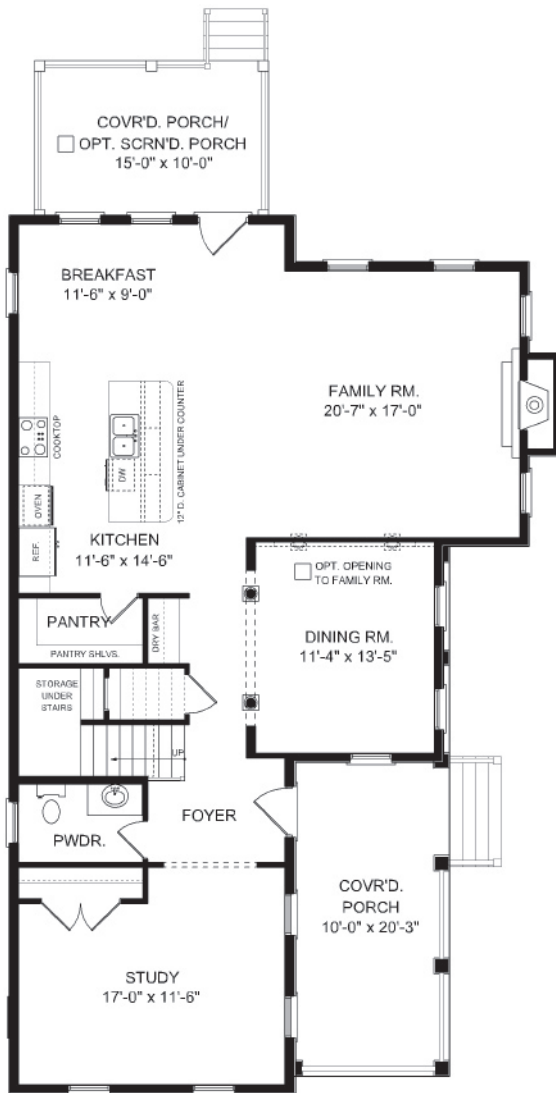 COVR'D. PORCH/
OPT. SCRN'D. PORCH
15'-0" x 10'-0"
BREAKFAST
11'-6" x 9'-0"
FAMILY RM.
20'-7" x 17'-0"
COOKTOP
12" D. CABINET UNDER COUNTER
DW
OVEN
REF.
KITCHEN
11'-6" x 14'-6"
OPT. OPENING
TO FAMILY RM.
PANTRY
PANTRY SHLVS.
DRY BAR
DINING RM.
11'-4" x 13'-5"
STORAGE
UNDER
STAIRS
UP
FOYER
PWDR.
COVR'D.
PORCH
10'-0" x 20'-3"
STUDY
17'-0" x 11'-6"